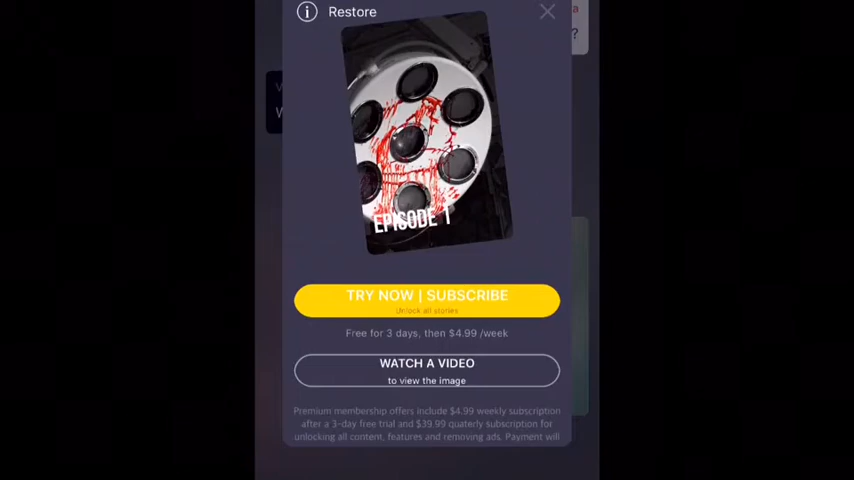 Restore
a
?
W
EPISODE 1
TRY NOW | SUBSCRIBE
Unlock all stories
Free for 3 days, then $4.99 /week
WATCH A VIDEO
to view the image
Premium membership offers include $4.99 weekly subscription
after a 3-day free trial and $39.99 quaterly subscription for
unlocking all content, features and removing ads. Payment will